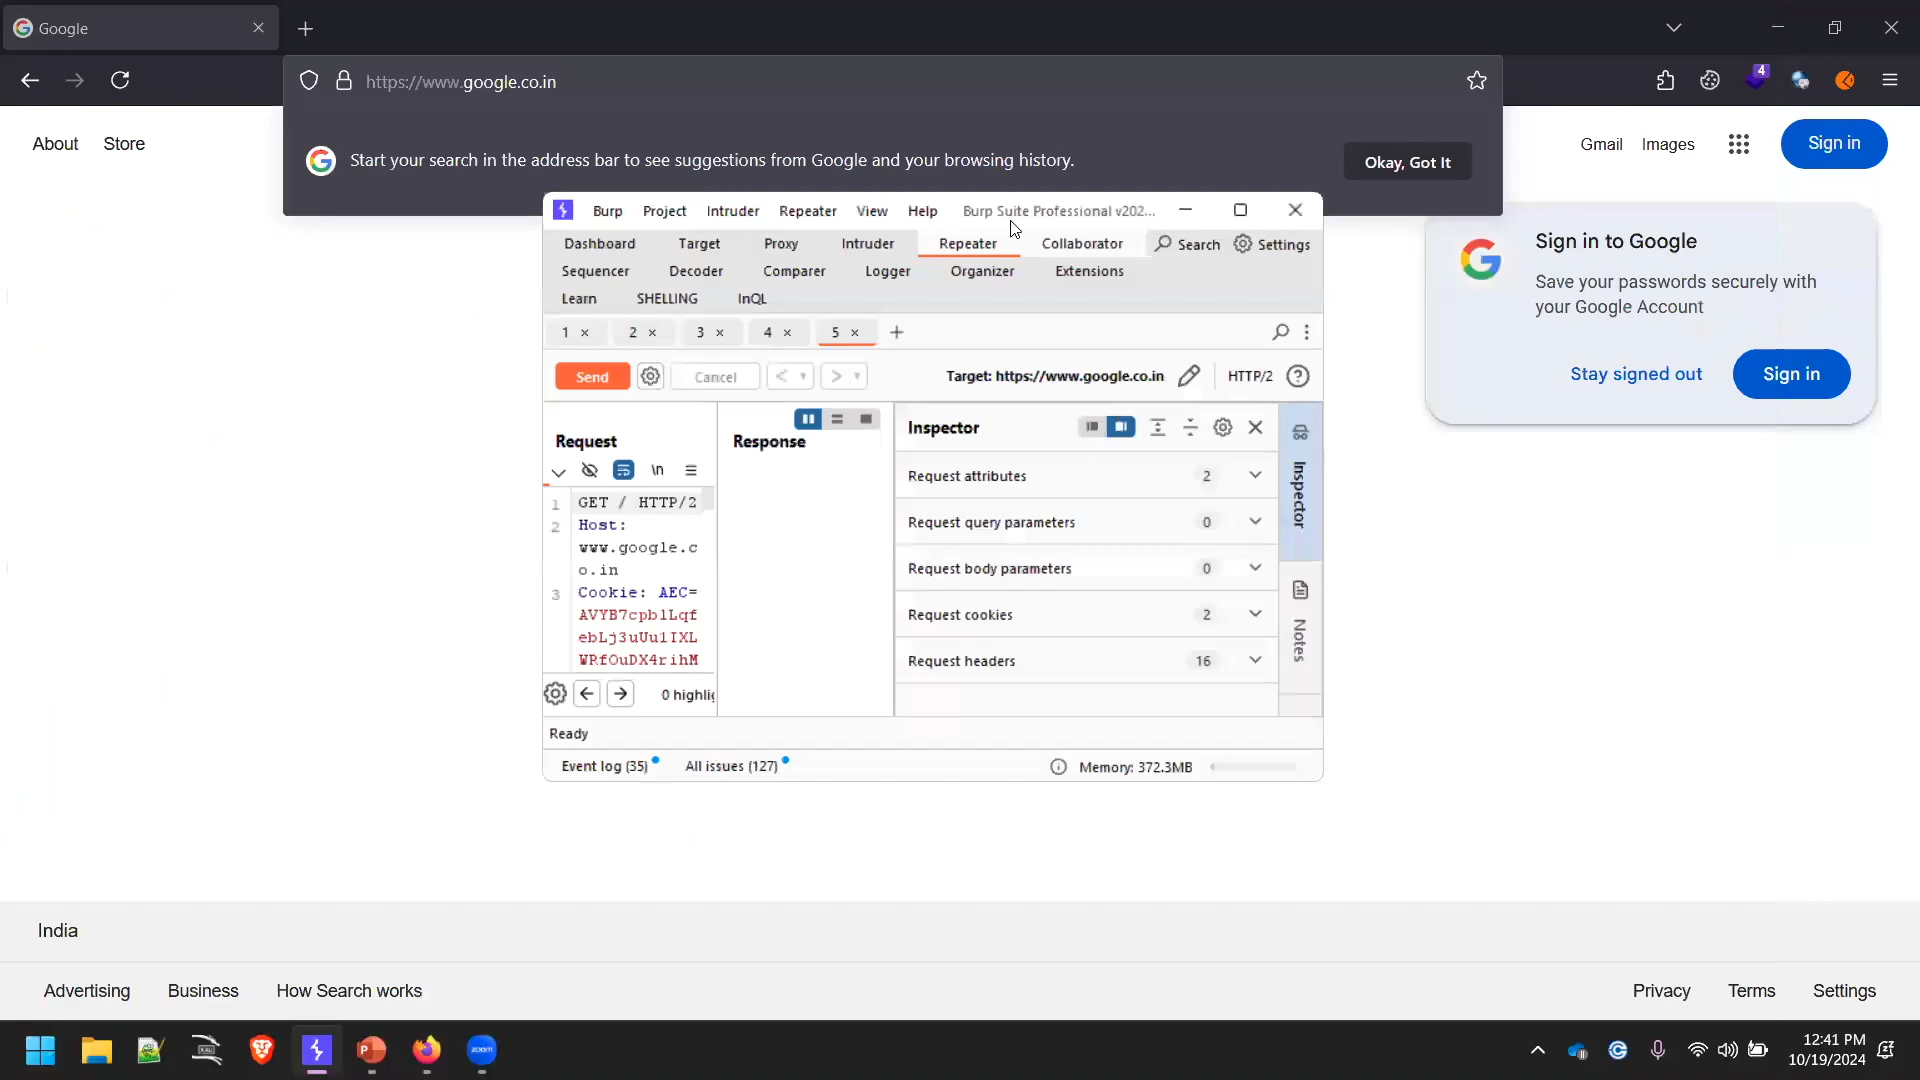 Google
https://www.google.co.in
4
Start your search in the address bar to see suggestions from Google and your browsing history.
Okay, Got It
About Store
Gmail Images
Sign in
Sign in to Google
Save your passwords securely with
your Google Account
Stay signed out
Sign in
Burp Project Intruder Repeater View Help Burp Suite Professional v202...
Dashboard Target Proxy Intruder Repeater Collaborator Search Settings
Sequencer Decoder Comparer Logger Organizer Extensions
Learn SHELLING InQL
1 2 3 4 5
Send Cancel Target: https://www.google.co.in HTTP/2
Request
\n
1 GET / HTTP/2
2 Host:
www.google.c
o.in
3 Cookie: AEC=
AVYB7cpblLqf
ebLj3uUu1IXL
WRfOuDX4rihM
0 highlig
Response
Inspector
Request attributes 2
Request query parameters 0
Request body parameters 0
Request cookies 2
Request headers 16
Inspector
Notes
Ready
Event log (35) All issues (127) Memory: 372.3MB
India
Advertising Business How Search works
Privacy Terms Settings
zoom
12:41 PM
10/19/2024